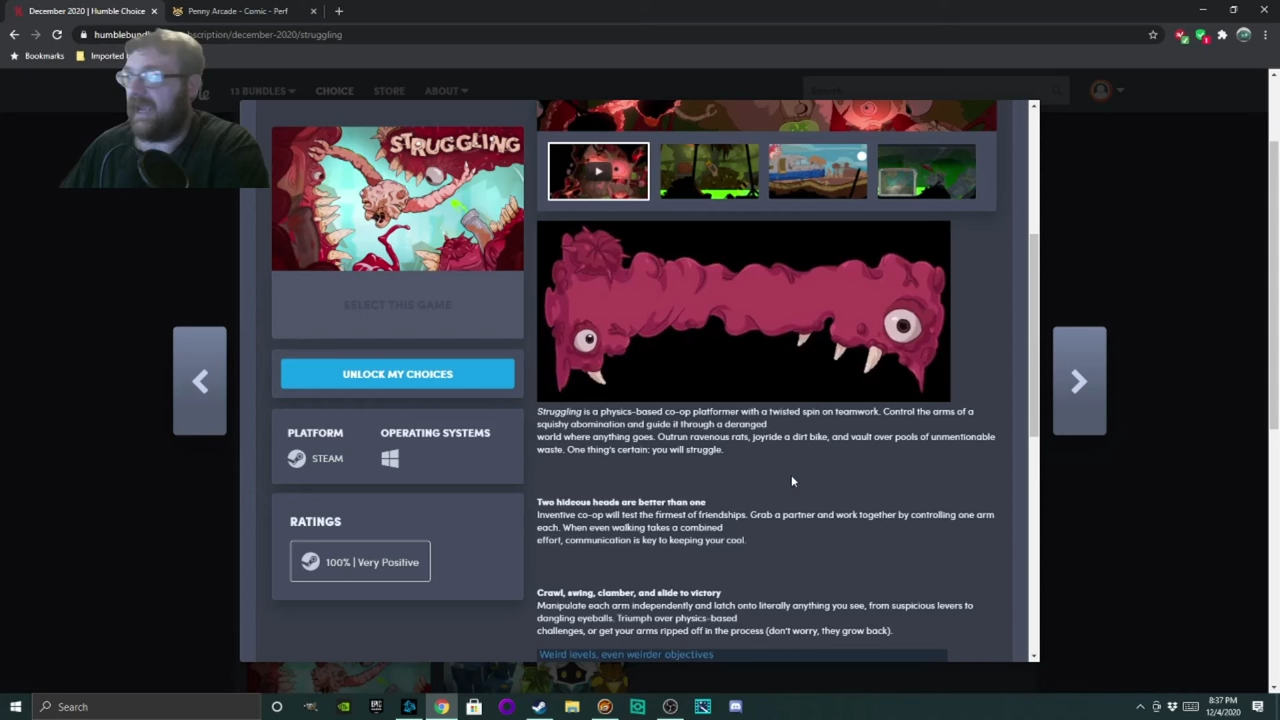 December 2020 | Humble Choice
Penny Arcade - Comic - Perf
humblebundle
scription/december-2020/struggling
Bookmarks
Imported b
13 BUNDLES
CHOICE
STORE
ABOUT
Search
STRUGGLING
SELECT THIS GAME
UNLOCK MY CHOICES
PLATFORM
OPERATING SYSTEMS
STEAM
RATINGS
100% | Very Positive
Struggling is a physics-based co-op platformer with a twisted spin on teamwork. Control the arms of a
squishy abomination and guide it through a deranged
world where anything goes. Outrun ravenous rats, joyride a dirt bike, and vault over pools of unmentionable
waste. One thing's certain: you will struggle.
Two hideous heads are better than one
Inventive co-op will test the firmest of friendships. Grab a partner and work together by controlling one arm
each. When even walking takes a combined
effort, communication is key to keeping your cool.
Crawl, swing, clamber, and slide to victory
Manipulate each arm independently and latch onto literally anything you see, from suspicious levers to
dangling eyeballs. Triumph over physics-based
challenges, or get your arms ripped off in the process (don't worry, they grow back).
Weird levels, even weirder objectives
Search
8:37 PM
12/4/2020